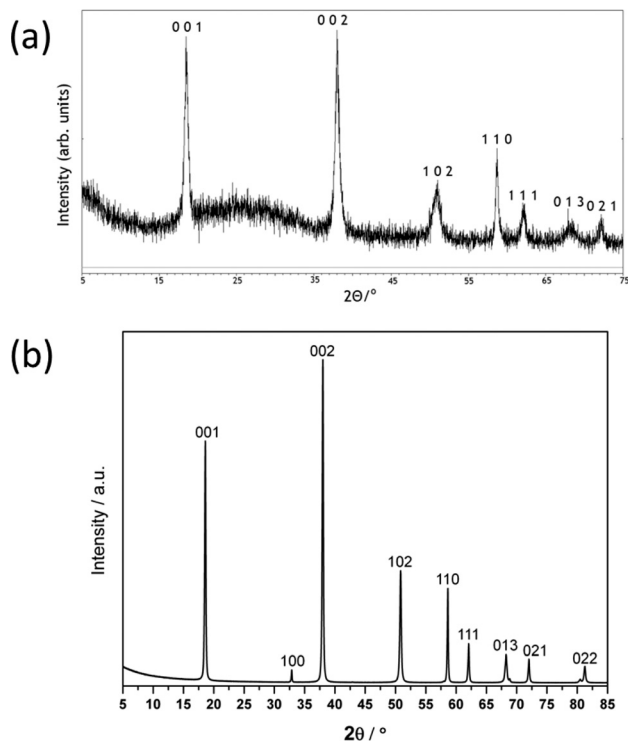 (a)
0 0 1
0 0 2
1 0 2
1 1 0
1 1 1
0 1 3
0 2 1
Intensity (arb. units)
5 15 25 35 45 55 65 75
2Θ/°
(b)
001
100
002
102
110
111
013
021
022
Intensity / a.u.
5 10 15 20 25 30 35 40 45 50 55 60 65 70 75 80 85
2θ / °